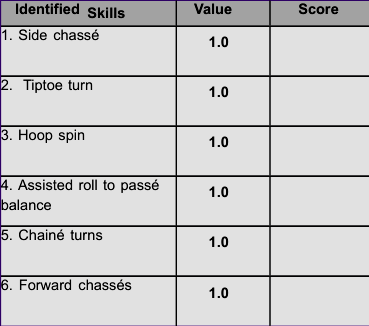 Identified Skills Value Score
1. Side chassé 1.0
2. Tiptoe turn 1.0
3. Hoop spin 1.0
4. Assisted roll to passé
balance 1.0
5. Chainé turns 1.0
6. Forward chassés 1.0